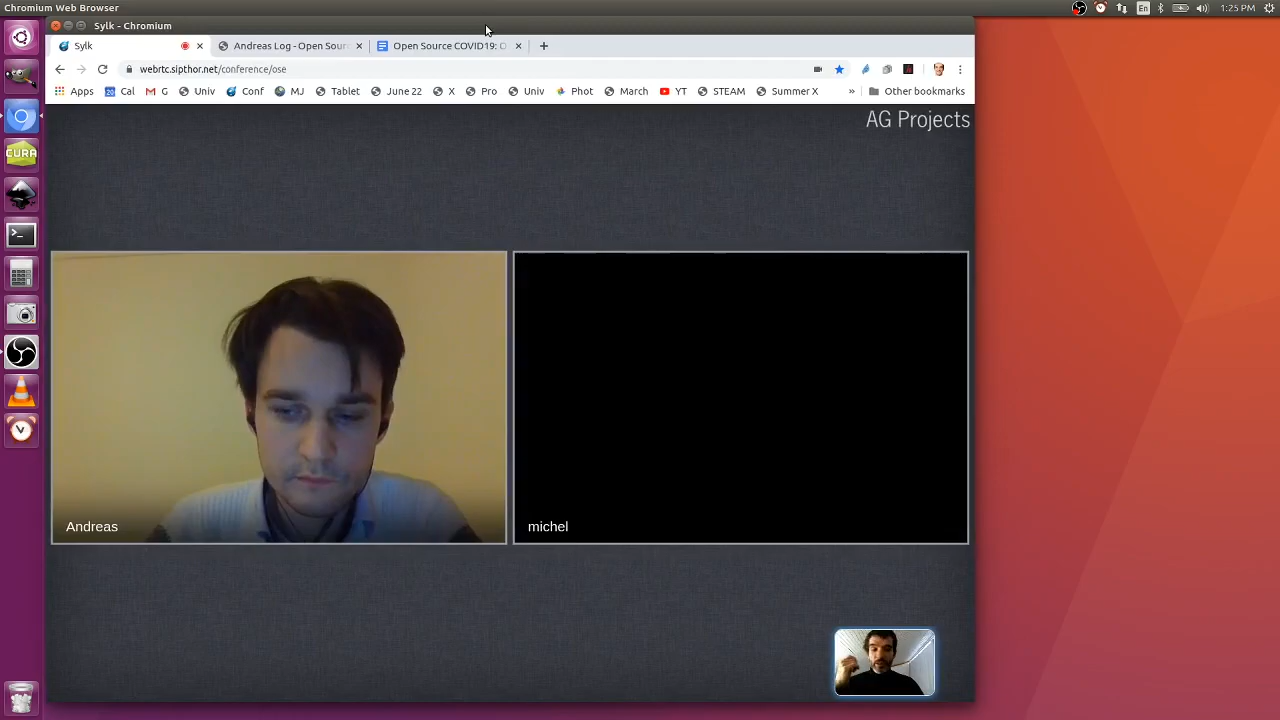 Chromium Web Browser
En
1:25 PM
Sylk - Chromium
Sylk
Andreas Log - Open Sour
Open Source COVID19: O
webrtc.sipthor.net/conference/ose
Apps
Cal
G
Univ
Conf
MJ
Tablet
June 22
X
Pro
Univ
Phot
March
YT
STEAM
Summer X
»
Other bookmarks
AG Projects
CURA
Andreas
michel